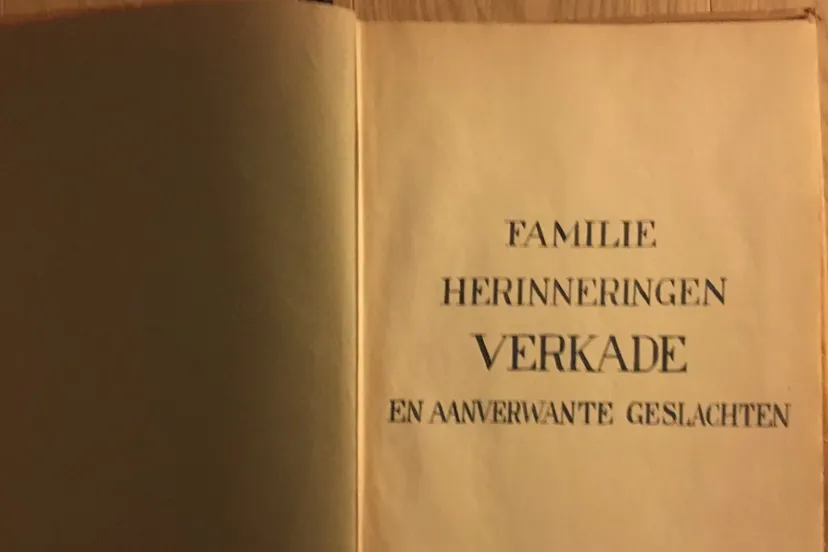 FAMILIE
HERINNERINGEN
VERKADE
EN AANVERWANTE GESLACHTEN